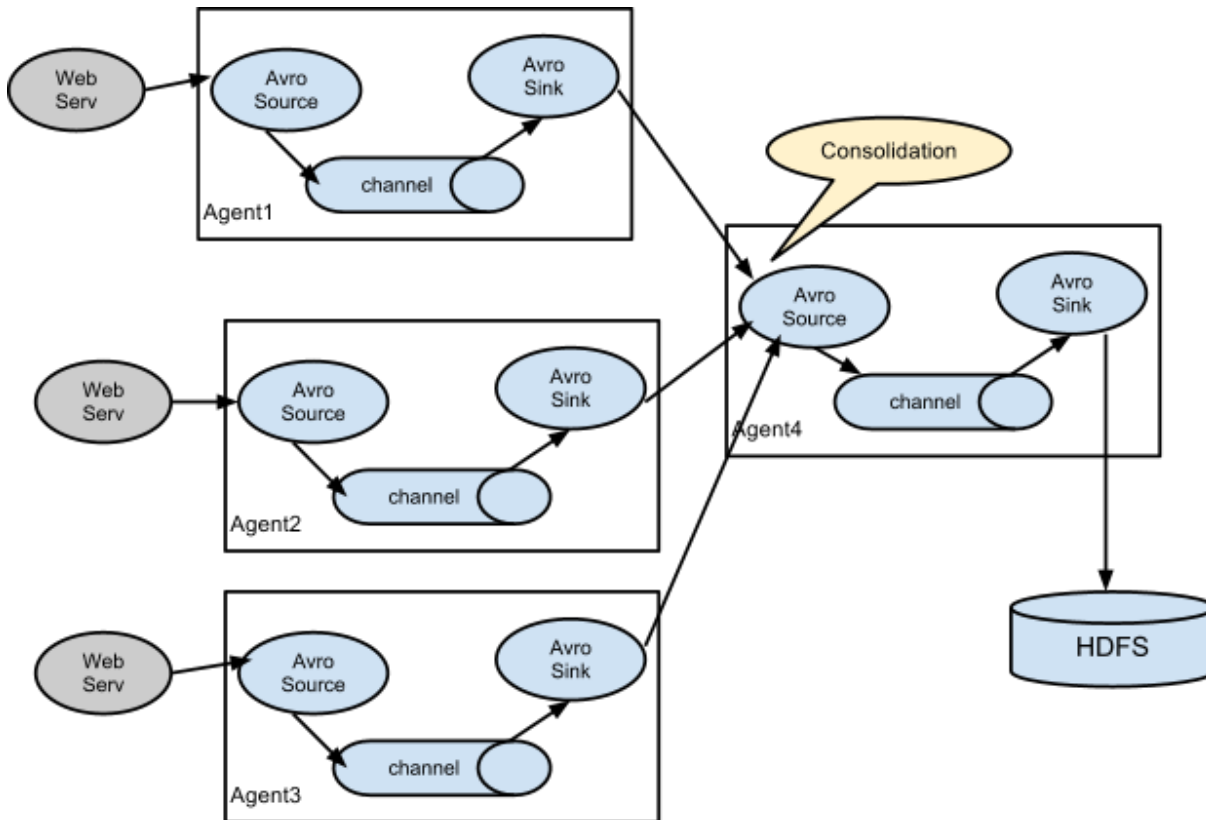 Web
Serv
Avro
Source
Avro
Sink
channel
Agent1
Consolidation
Web
Serv
Avro
Source
Avro
Sink
channel
Agent2
Avro
Source
Avro
Sink
channel
Agent4
Web
Serv
Avro
Source
Avro
Sink
channel
Agent3
HDFS